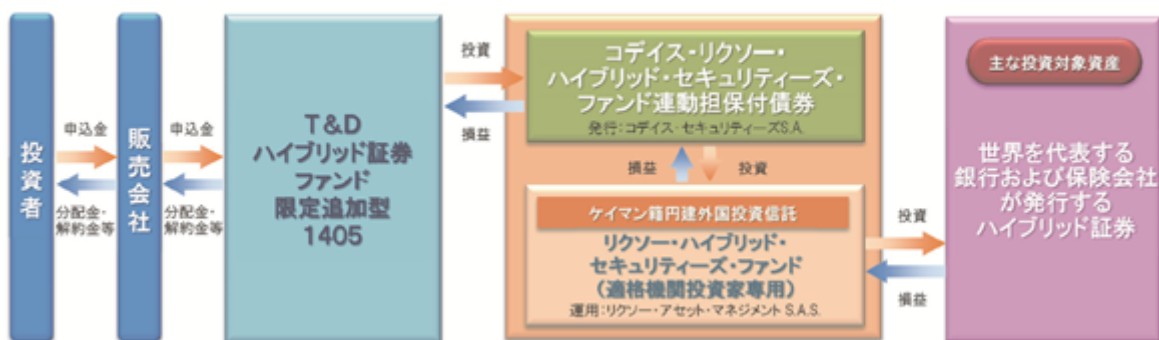 投資者
申込金
分配金・
解約金等
販売会社
申込金
分配金・
解約金等
T&D
ハイブリッド証券
ファンド
限定追加型
1405
投資
損益
コデイス・リクソー・
ハイブリッド・セキュリティーズ・
ファンド連動担保付債券
発行：コデイス・セキュリティーズS.A.
損益
投資
ケイマン籍円建外国投資信託
リクソー・ハイブリッド・
セキュリティーズ・ファンド
（適格機関投資家専用）
運用：リクソー・アセット・マネジメント S.A.S.
投資
損益
主な投資対象資産
世界を代表する
銀行および保険会社
が発行する
ハイブリッド証券